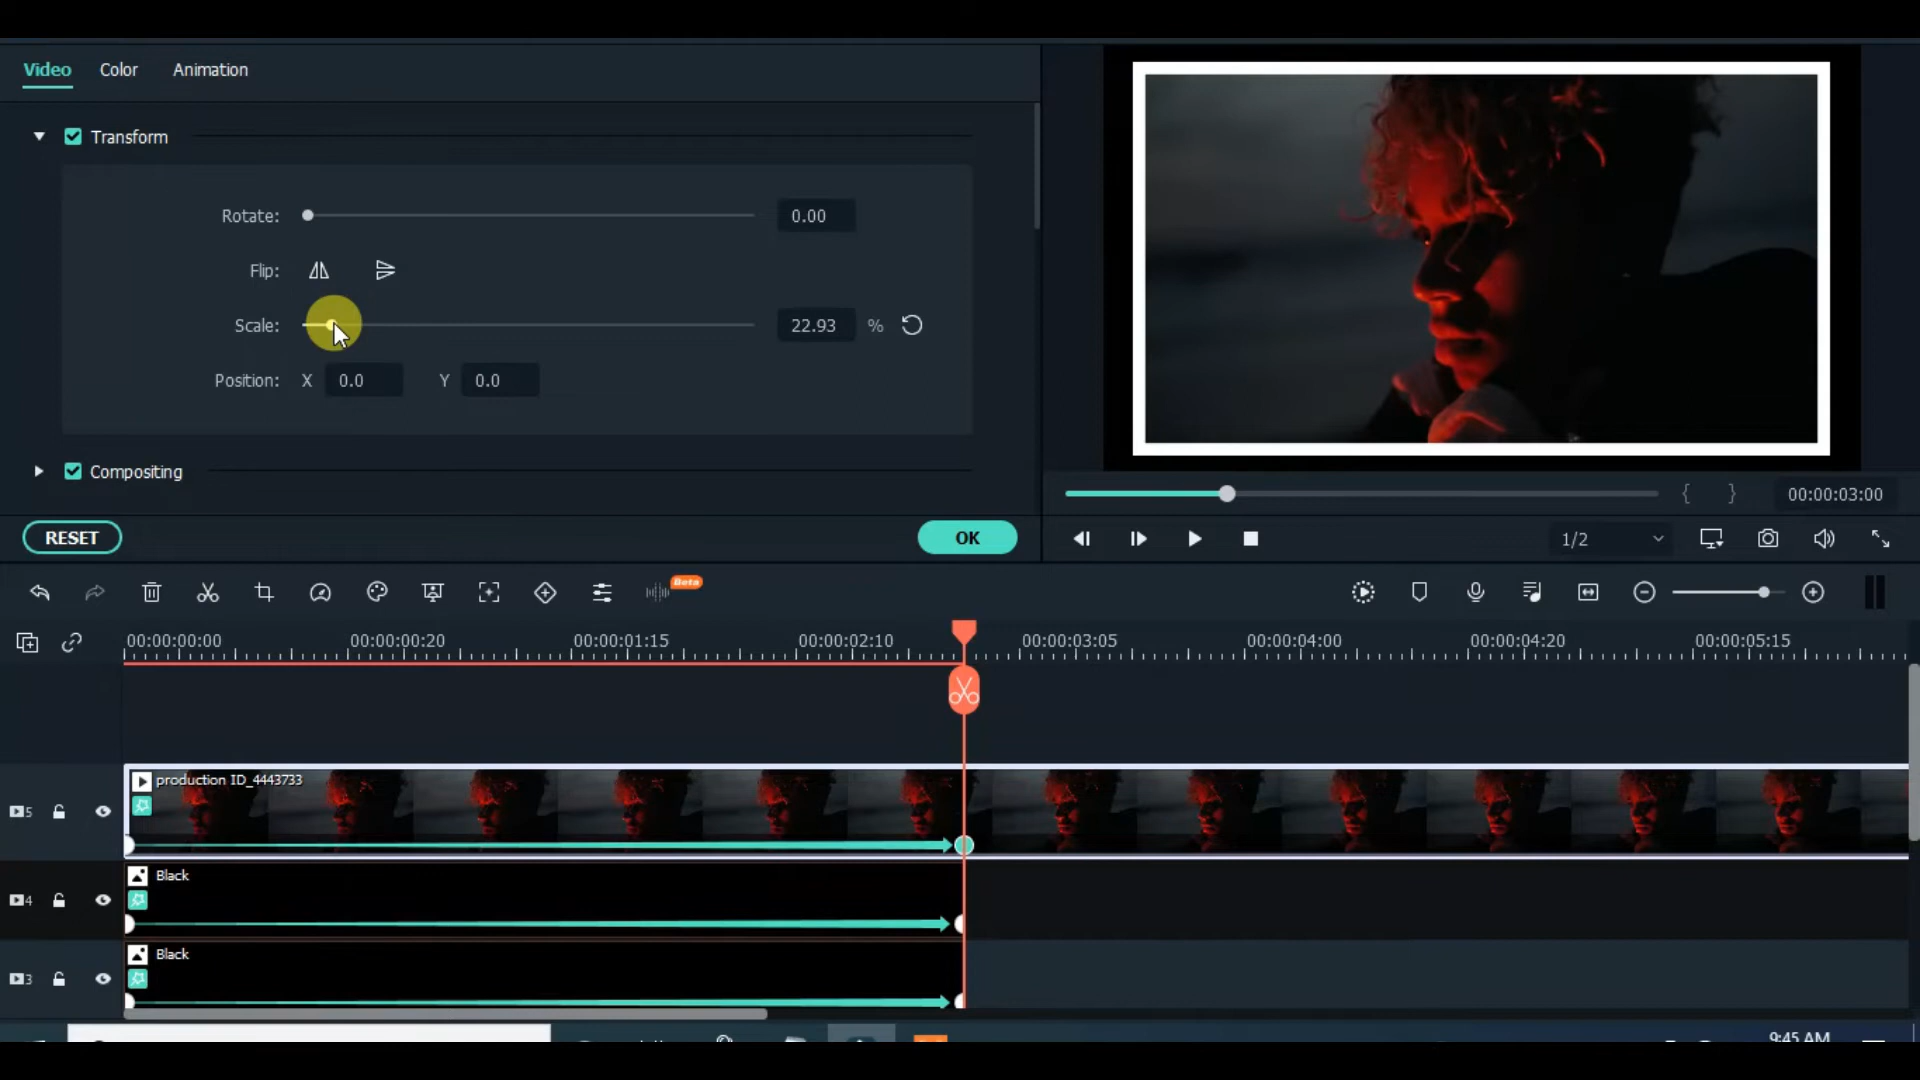 Video Color Animation
Transform
Rotate: 0.00
Flip:
Scale: 22.93 %
Position: X 0.0 Y 0.0
Compositing
RESET OK
{ } 00:00:03:00
1/2
Beta
00:00:00:00 00:00:00:20 00:00:01:15 00:00:02:10 00:00:03:05 00:00:04:00 00:00:04:20 00:00:05:15
production ID_4443733
5
Black
4
Black
3
9:45 AM